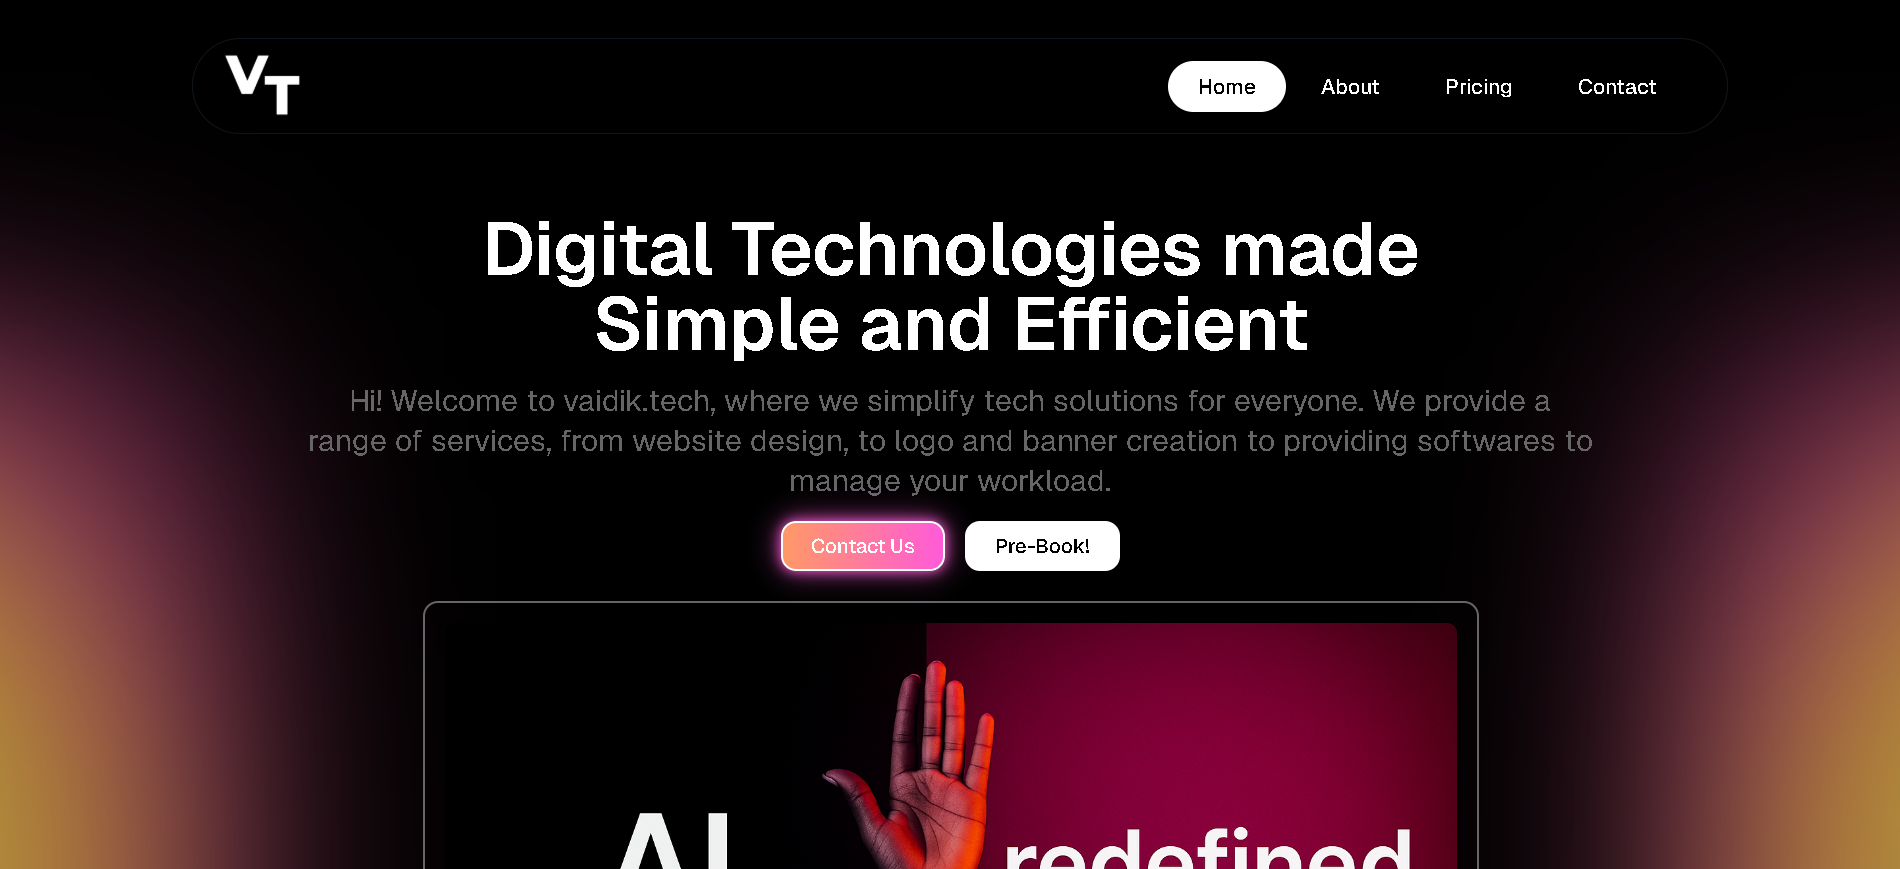 VT
Home About Pricing Contact
Digital Technologies made
Simple and Efficient
Hi! Welcome to vaidik.tech, where we simplify tech solutions for everyone. We provide a
range of services, from website design, to logo and banner creation to providing softwares to
manage your workload.
Contact Us Pre-Book!
AI redefined